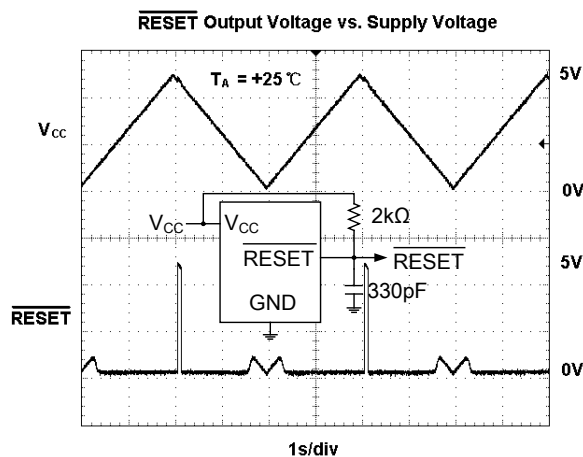 RESET Output Voltage vs. Supply Voltage
5V
TA = +25 ℃
VCC
0V
VCC
VCC
2kΩ
RESET
RESET
5V
330pF
GND
RESET
0V
1s/div